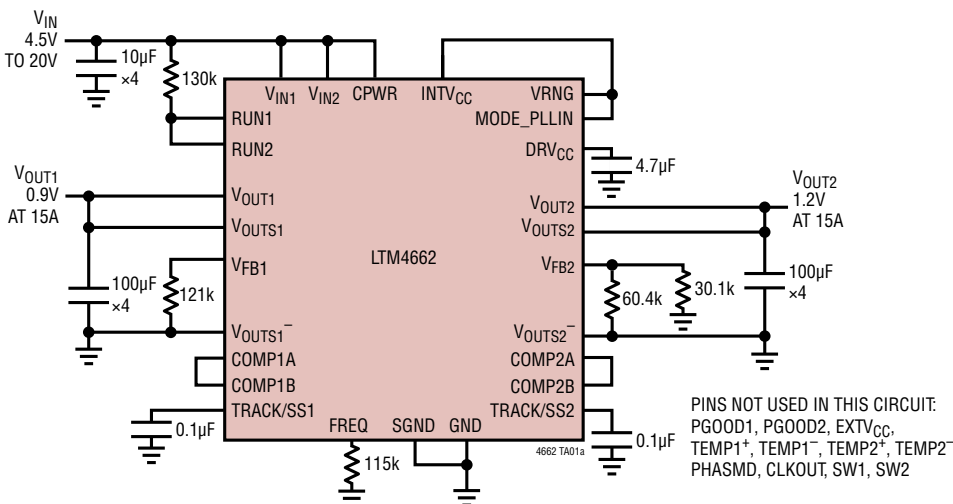 VIN
4.5V
TO 20V
10µF
×4
130k
VIN1
VIN2
CPWR
INTVCC
VRNG
RUN1
MODE_PLLIN
RUN2
DRVCC
4.7µF
VOUT1
0.9V
AT 15A
VOUT1
VOUTS1
VOUT2
VOUTS2
VOUT2
1.2V
AT 15A
LTM4662
VFB1
VFB2
100µF
×4
121k
60.4k
30.1k
100µF
×4
VOUTS1–
VOUTS2–
COMP1A
COMP2A
COMP1B
COMP2B
TRACK/SS1
TRACK/SS2
0.1µF
FREQ
SGND
GND
0.1µF
4662 TA01a
115k
PINS NOT USED IN THIS CIRCUIT:
PGOOD1, PGOOD2, EXTVCC,
TEMP1+, TEMP1–, TEMP2+, TEMP2–
PHASMD, CLKOUT, SW1, SW2